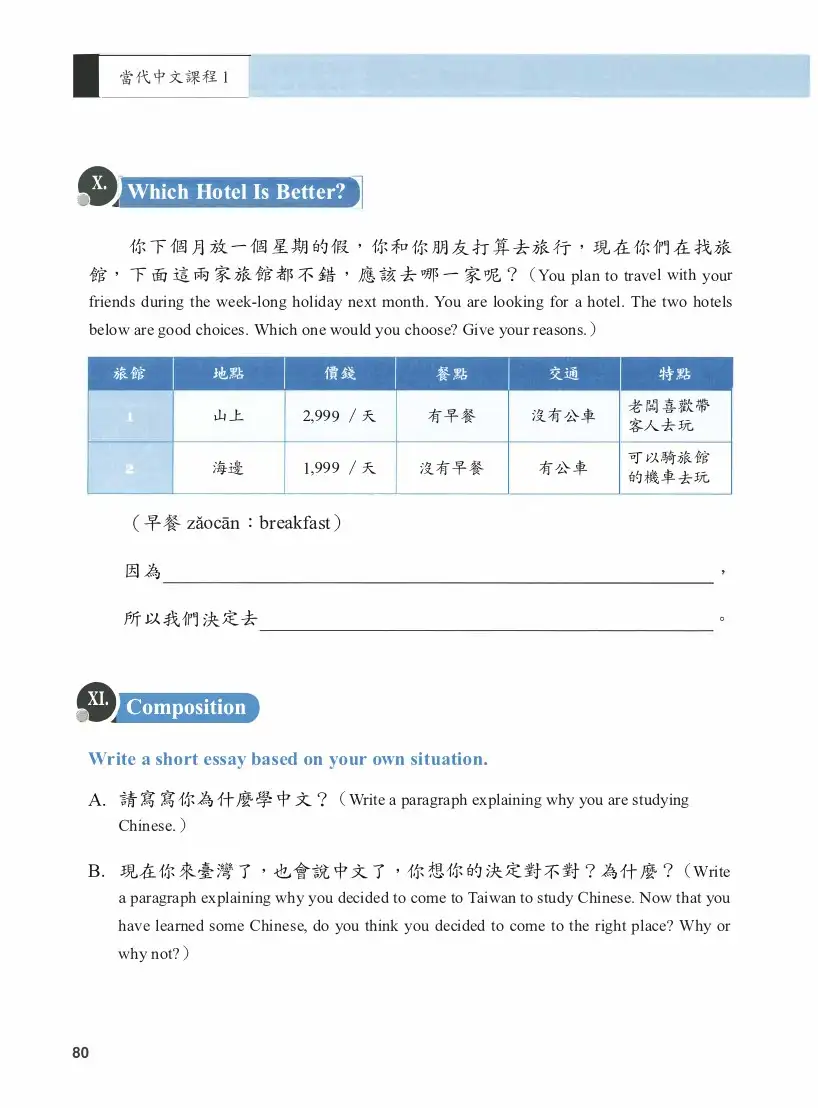 當代中文課程 1
X. Which Hotel Is Better?
你下個月放一個星期的假，你和你朋友打算去旅行，現在你們在找旅
館，下面這兩家旅館都不錯，應該去哪一家呢？（You plan to travel with your
friends during the week-long holiday next month. You are looking for a hotel. The two hotels
below are good choices. Which one would you choose? Give your reasons.）
旅館 地點 價錢 餐點 交通 特點
1 山上 2,999 / 天 有早餐 沒有公車 老闆喜歡帶
客人去玩
2 海邊 1,999 / 天 沒有早餐 有公車 可以騎旅館
的機車去玩
（早餐 zǎocān：breakfast）
因為，
所以我們決定去。
XI. Composition
Write a short essay based on your own situation.
A. 請寫寫你為什麼學中文？（Write a paragraph explaining why you are studying
Chinese.）
B. 現在你來臺灣了，也會說中文了，你想你的決定對不對？為什麼？（Write
a paragraph explaining why you decided to come to Taiwan to study Chinese. Now that you
have learned some Chinese, do you think you decided to come to the right place? Why or
why not?）
80